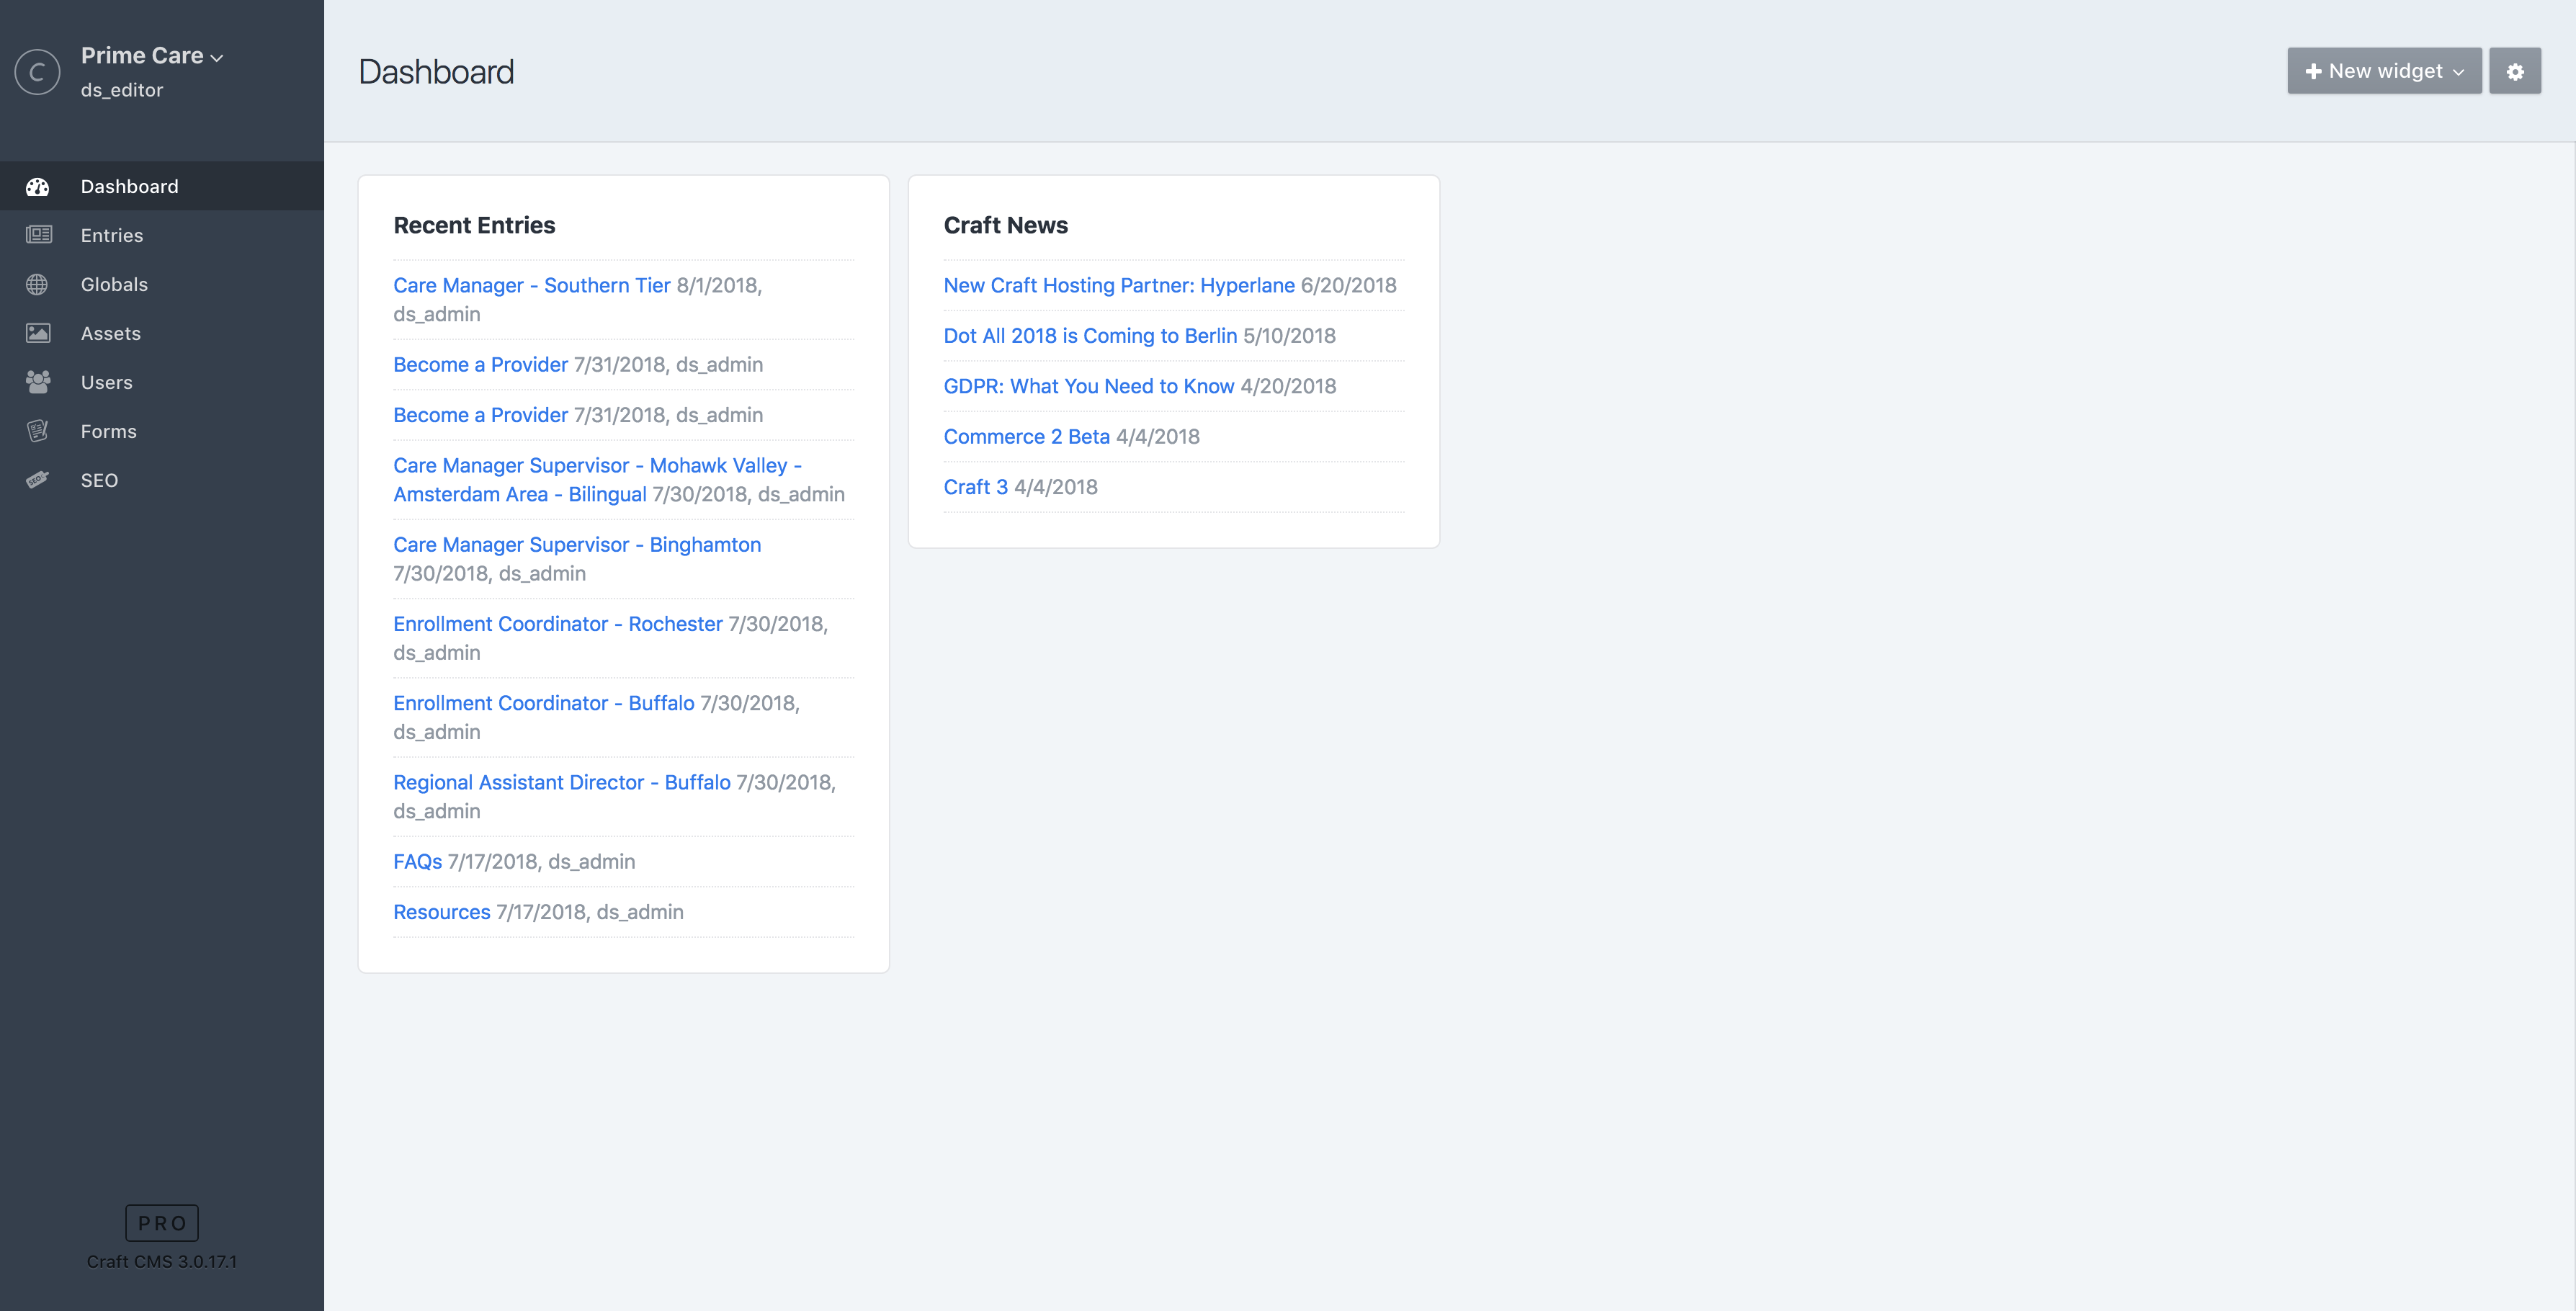 C
Prime Care
ds_editor
Dashboard
Entries
Globals
Assets
Users
Forms
SEO
PRO
Craft CMS 3.0.17.1
Dashboard
New widget
Recent Entries
Care Manager - Southern Tier 8/1/2018,
ds_admin
Become a Provider 7/31/2018, ds_admin
Become a Provider 7/31/2018, ds_admin
Care Manager Supervisor - Mohawk Valley -
Amsterdam Area - Bilingual 7/30/2018, ds_admin
Care Manager Supervisor - Binghamton
7/30/2018, ds_admin
Enrollment Coordinator - Rochester 7/30/2018,
ds_admin
Enrollment Coordinator - Buffalo 7/30/2018,
ds_admin
Regional Assistant Director - Buffalo 7/30/2018,
ds_admin
FAQs 7/17/2018, ds_admin
Resources 7/17/2018, ds_admin
Craft News
New Craft Hosting Partner: Hyperlane 6/20/2018
Dot All 2018 is Coming to Berlin 5/10/2018
GDPR: What You Need to Know 4/20/2018
Commerce 2 Beta 4/4/2018
Craft 3 4/4/2018